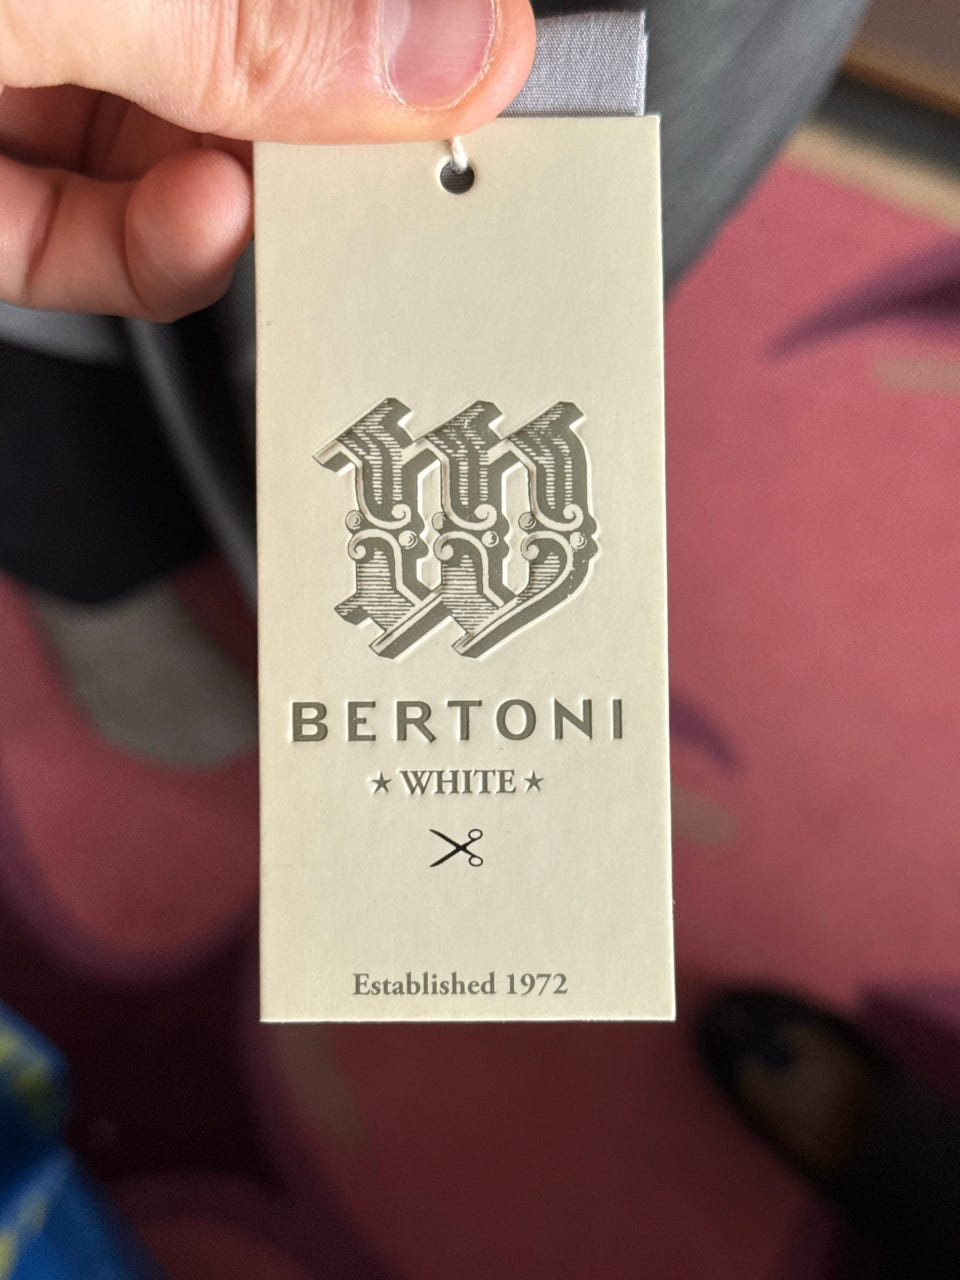 W
BERTONI
★ WHITE ★
Established 1972